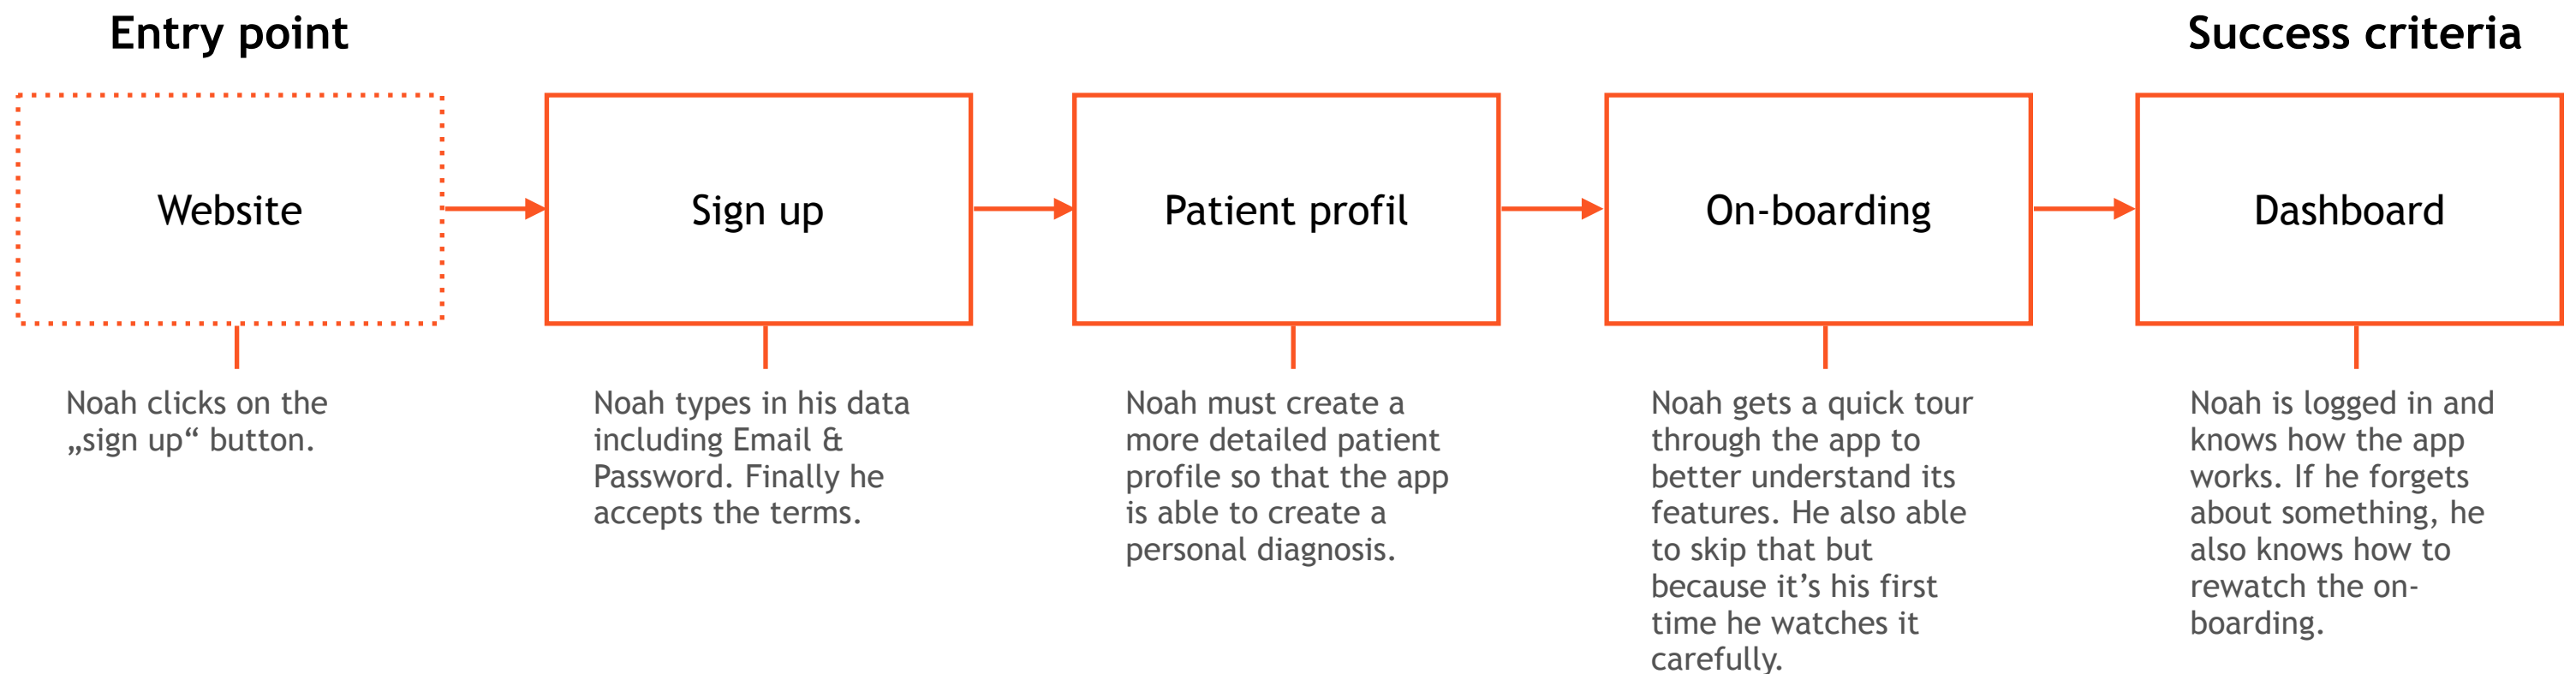 Entry point
Success criteria
Website
Sign up
Patient profil
On-boarding
Dashboard
Noah clicks on the
„sign up“ button.
Noah types in his data
including Email &
Password. Finally he
accepts the terms.
Noah must create a
more detailed patient
profile so that the app
is able to create a
personal diagnosis.
Noah gets a quick tour
through the app to
better understand its
features. He also able
to skip that but
because it’s his first
time he watches it
carefully.
Noah is logged in and
knows how the app
works. If he forgets
about something, he
also knows how to
rewatch the on-
boarding.